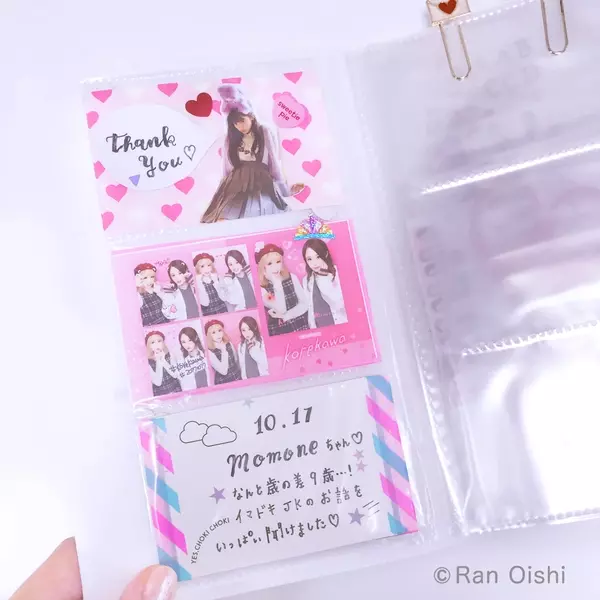 Thank
You♡
sweetie
pie
korekawa
10.17
Momoneちゃん♡
なんと歳の差9歳…!
イマドキJKのお話を
いっぱい聞けました♡
YES,CHOKI CHOKI
©Ran Oishi